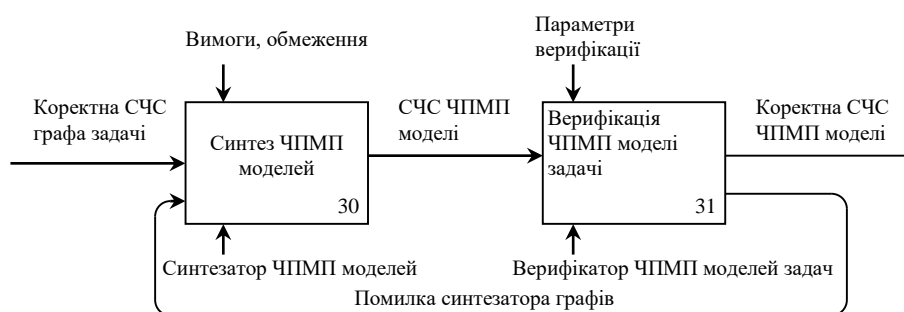 Вимоги, обмеження
Параметри
верифікації
Коректна СЧС
графа задачі
Синтез ЧПМП
моделей
30
СЧС ЧПМП
моделі
Верифікація
ЧПМП моделі
задачі
31
Коректна СЧС
ЧПМП моделі
Синтезатор ЧПМП моделей
Верифікатор ЧПМП моделей задач
Помилка синтезатора графів